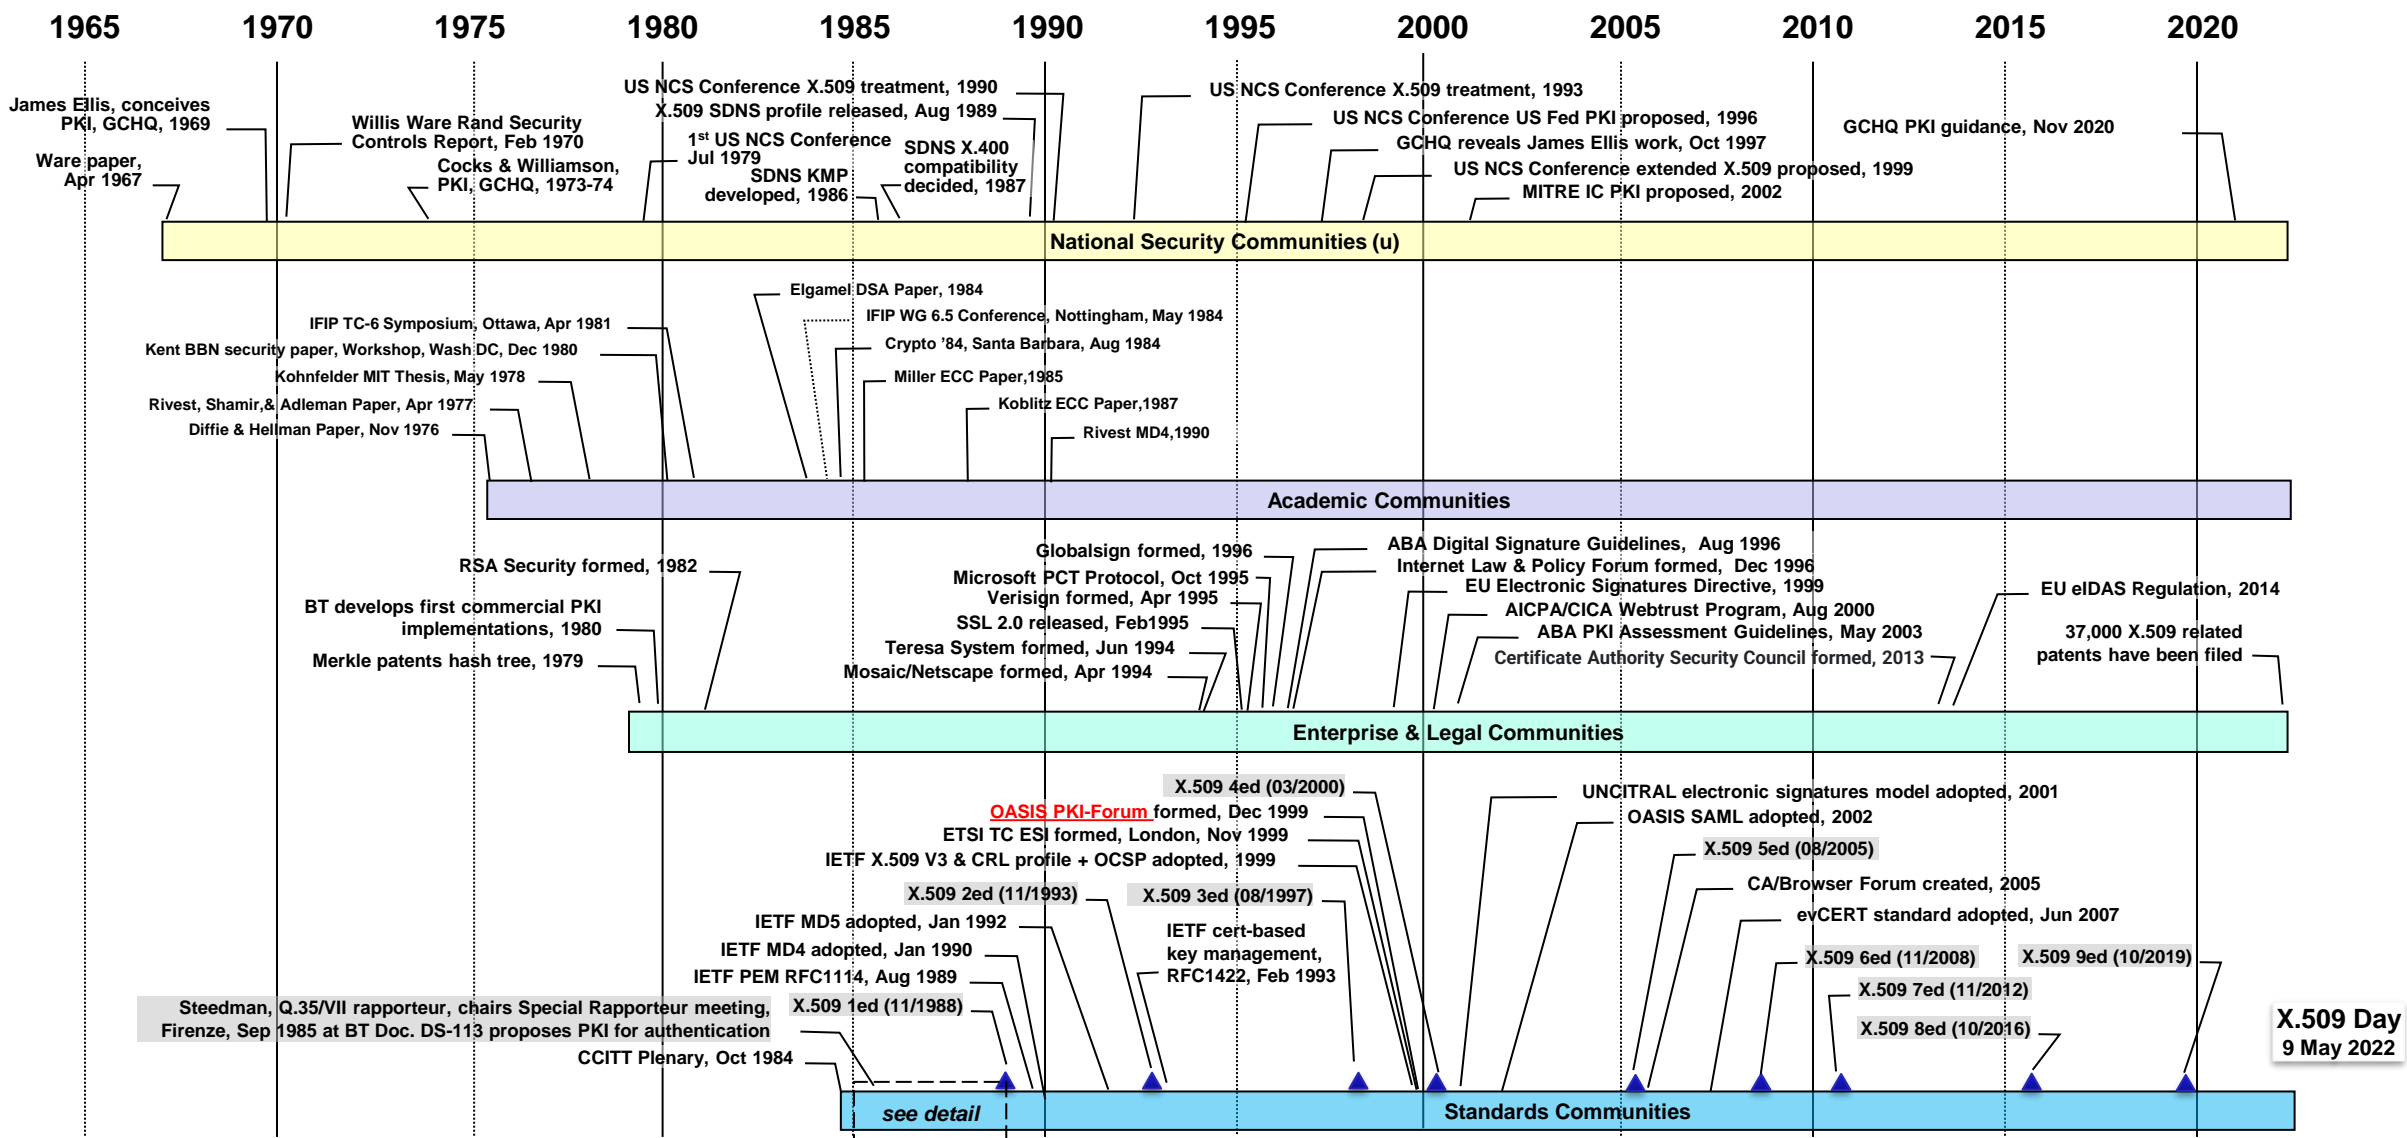 1965 1970 1975 1980 1985 1990 1995 2000 2005 2010 2015 2020
James Ellis, conceives
PKI, GCHQ, 1969
Ware paper,
Apr 1967
Willis Ware Rand Security
Controls Report, Feb 1970
Cocks & Williamson,
PKI, GCHQ, 1973-74
US NCS Conference X.509 treatment, 1990
X.509 SDNS profile released, Aug 1989
1st US NCS Conference
Jul 1979
SDNS KMP
developed, 1986
SDNS X.400
compatibility
decided, 1987
US NCS Conference X.509 treatment, 1993
US NCS Conference US Fed PKI proposed, 1996
GCHQ reveals James Ellis work, Oct 1997
US NCS Conference extended X.509 proposed, 1999
MITRE IC PKI proposed, 2002
GCHQ PKI guidance, Nov 2020
National Security Communities (u)
Elgamel DSA Paper, 1984
IFIP WG 6.5 Conference, Nottingham, May 1984
IFIP TC-6 Symposium, Ottawa, Apr 1981
Crypto ’84, Santa Barbara, Aug 1984
Kent BBN security paper, Workshop, Wash DC, Dec 1980
Kohnfelder MIT Thesis, May 1978
Miller ECC Paper,1985
Rivest, Shamir,& Adleman Paper, Apr 1977
Koblitz ECC Paper,1987
Diffie & Hellman Paper, Nov 1976
Rivest MD4,1990
Academic Communities
RSA Security formed, 1982
BT develops first commercial PKI
implementations, 1980
Merkle patents hash tree, 1979
Globalsign formed, 1996
Microsoft PCT Protocol, Oct 1995
Verisign formed, Apr 1995
SSL 2.0 released, Feb1995
Teresa System formed, Jun 1994
Mosaic/Netscape formed, Apr 1994
ABA Digital Signature Guidelines, Aug 1996
Internet Law & Policy Forum formed, Dec 1996
EU Electronic Signatures Directive, 1999
AICPA/CICA Webtrust Program, Aug 2000
ABA PKI Assessment Guidelines, May 2003
Certificate Authority Security Council formed, 2013
EU eIDAS Regulation, 2014
37,000 X.509 related
patents have been filed
Enterprise & Legal Communities
X.509 4ed (03/2000)
OASIS PKI-Forum formed, Dec 1999
ETSI TC ESI formed, London, Nov 1999
IETF X.509 V3 & CRL profile + OCSP adopted, 1999
X.509 2ed (11/1993)
X.509 3ed (08/1997)
IETF MD5 adopted, Jan 1992
IETF cert-based
key management,
RFC1422, Feb 1993
IETF MD4 adopted, Jan 1990
IETF PEM RFC1114, Aug 1989
X.509 1ed (11/1988)
Steedman, Q.35/VII rapporteur, chairs Special Rapporteur meeting,
Firenze, Sep 1985 at BT Doc. DS-113 proposes PKI for authentication
CCITT Plenary, Oct 1984
UNCITRAL electronic signatures model adopted, 2001
OASIS SAML adopted, 2002
X.509 5ed (08/2005)
CA/Browser Forum created, 2005
evCERT standard adopted, Jun 2007
X.509 6ed (11/2008)
X.509 9ed (10/2019)
X.509 7ed (11/2012)
X.509 8ed (10/2016)
X.509 Day
9 May 2022
see detail
Standards Communities